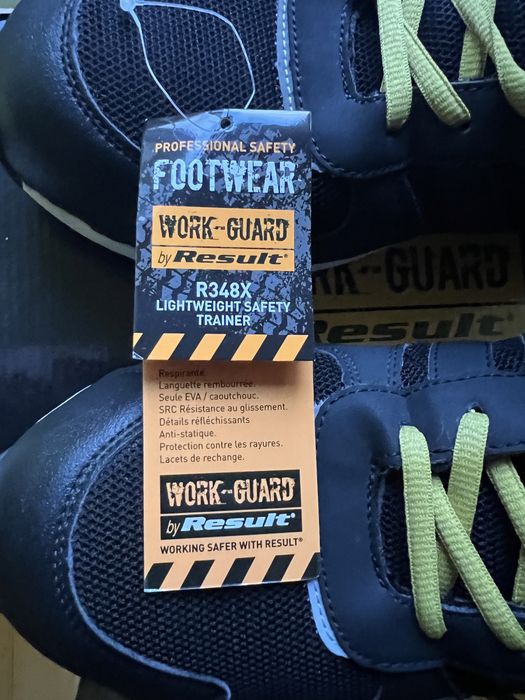 PROFESSIONAL SAFETY
FOOTWEAR
WORK-GUARD
by Result®
R348X
LIGHTWEIGHT SAFETY
TRAINER
Respirante.
Languette rembourrée.
Seule EVA / caoutchouc.
SRC Résistance au glissement.
Détails réfléchissants
Anti-statique.
Protection contre les rayures.
Lacets de rechange.
WORK-GUARD
by Result®
WORKING SAFER WITH RESULT®
WORK-GUARD
Result®